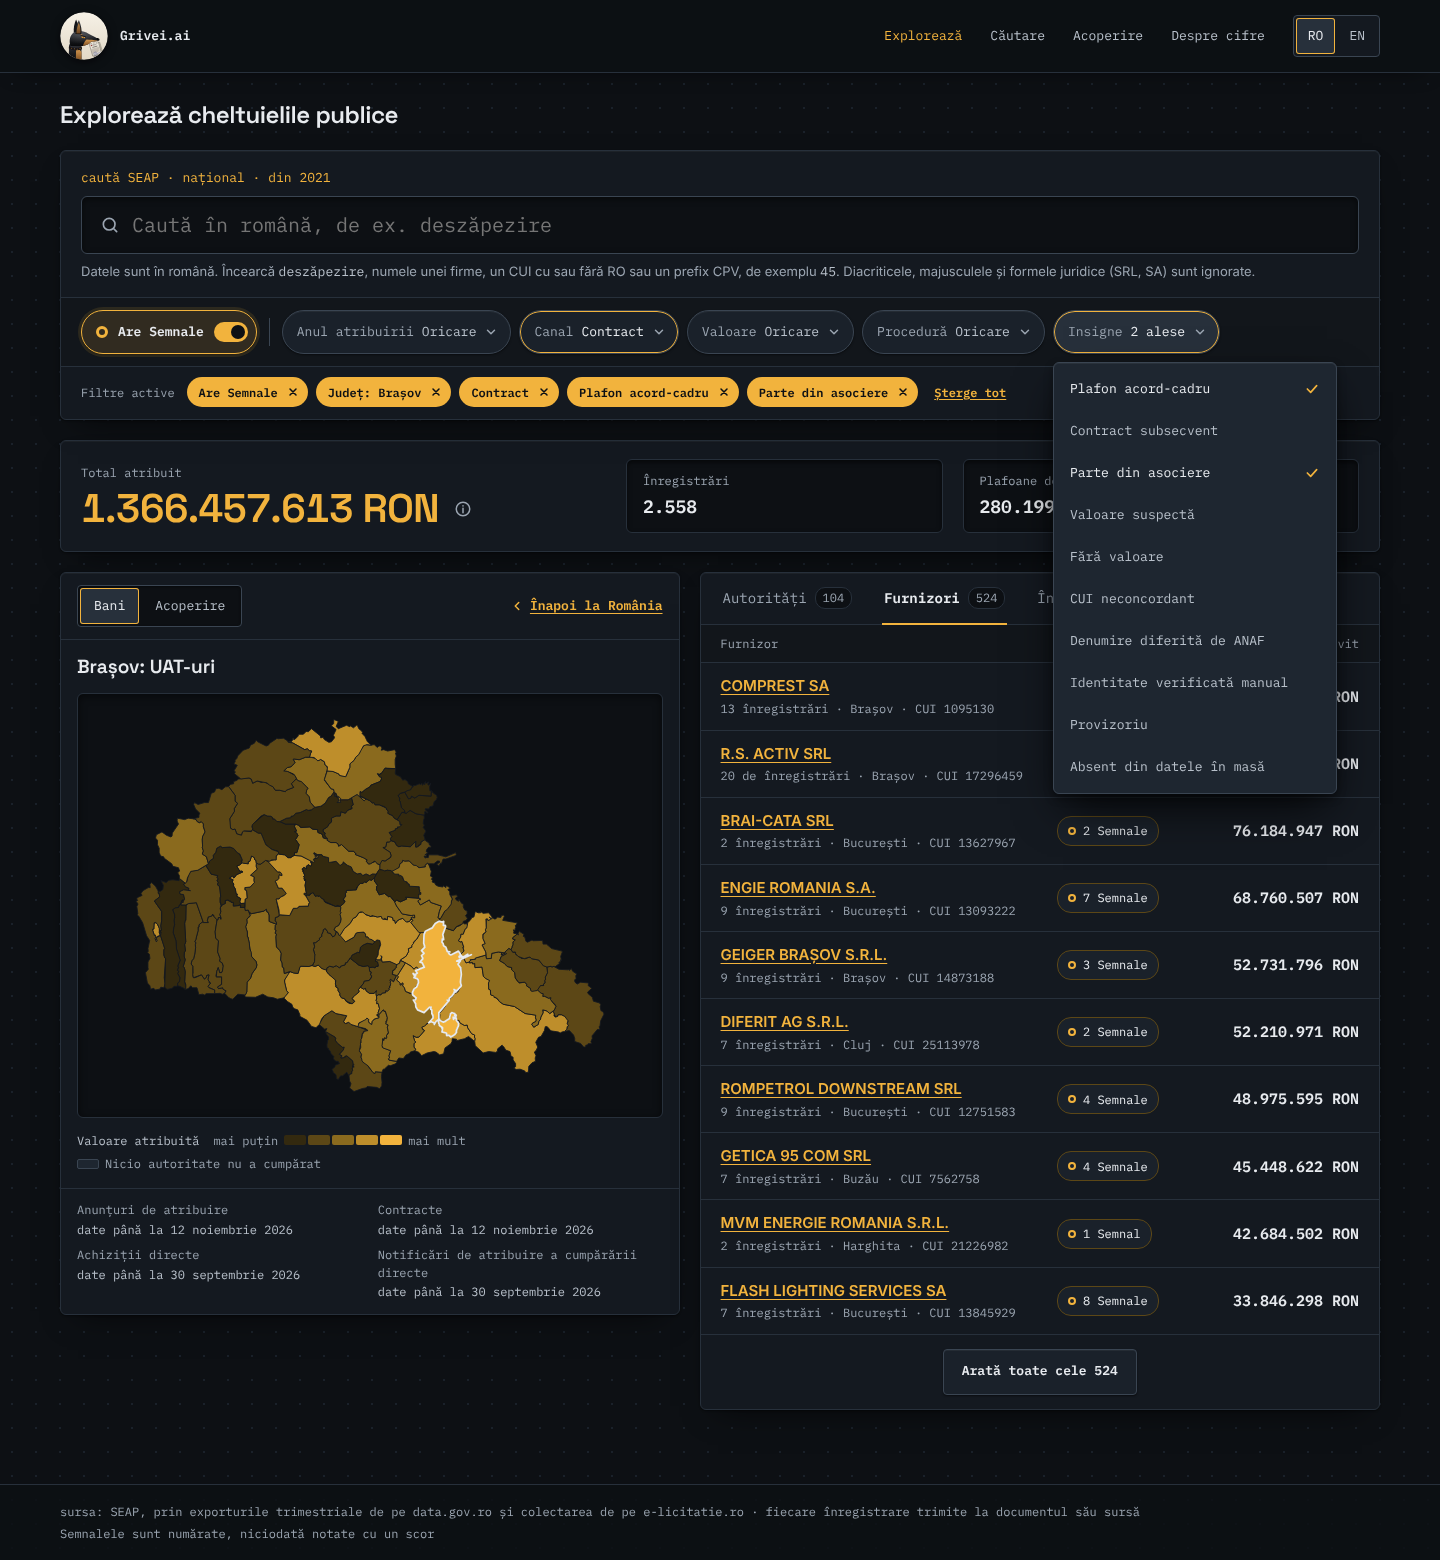 Grivei.ai
Explorează
Căutare
Acoperire
Despre cifre
RO
EN
Explorează cheltuielile publice
caută SEAP · național · din 2021
Caută în română, de ex. deszăpezire
Datele sunt în română. Încearcă deszăpezire, numele unei firme, un CUI cu sau fără RO sau un prefix CPV, de exemplu 45. Diacriticele, majusculele și formele juridice (SRL, SA) sunt ignorate.
Are Semnale
Anul atribuirii Oricare
Canal Contract
Valoare Oricare
Procedură Oricare
Insigne 2 alese
Filtre active
Are Semnale ✕
Județ: Brașov ✕
Contract ✕
Plafon acord-cadru ✕
Parte din asociere ✕
Șterge tot
Plafon acord-cadru
Contract subsecvent
Parte din asociere
Valoare suspectă
Fără valoare
CUI neconcordant
Denumire diferită de ANAF
Identitate verificată manual
Provizoriu
Absent din datele în masă
Total atribuit
1.366.457.613 RON
Înregistrări
2.558
Plafoane
280.199
Bani
Acoperire
Înapoi la România
Brașov: UAT-uri
Valoare atribuită mai puțin mai mult
Nicio autoritate nu a cumpărat
Anunțuri de atribuire
date până la 12 noiembrie 2026
Contracte
date până la 12 noiembrie 2026
Achiziții directe
date până la 30 septembrie 2026
Notificări de atribuire a cumpărării
directe
date până la 30 septembrie 2026
Autorități 104
Furnizori 524
Furnizor
COMPREST SA
13 înregistrări · Brașov · CUI 1095130
RON
R.S. ACTIV SRL
20 de înregistrări · Brașov · CUI 17296459
RON
BRAI-CATA SRL
2 înregistrări · București · CUI 13627967
2 Semnale
76.184.947 RON
ENGIE ROMANIA S.A.
9 înregistrări · București · CUI 13093222
7 Semnale
68.760.507 RON
GEIGER BRAȘOV S.R.L.
9 înregistrări · Brașov · CUI 14873188
3 Semnale
52.731.796 RON
DIFERIT AG S.R.L.
7 înregistrări · Cluj · CUI 25113978
2 Semnale
52.210.971 RON
ROMPETROL DOWNSTREAM SRL
9 înregistrări · București · CUI 12751583
4 Semnale
48.975.595 RON
GETICA 95 COM SRL
7 înregistrări · Buzău · CUI 7562758
4 Semnale
45.448.622 RON
MVM ENERGIE ROMANIA S.R.L.
2 înregistrări · Harghita · CUI 21226982
1 Semnal
42.684.502 RON
FLASH LIGHTING SERVICES SA
7 înregistrări · București · CUI 13845929
8 Semnale
33.846.298 RON
Arată toate cele 524
sursa: SEAP, prin exporturile trimestriale de pe data.gov.ro și colectarea de pe e-licitatie.ro · fiecare înregistrare trimite la documentul său sursă
Semnalele sunt numărate, niciodată notate cu un scor